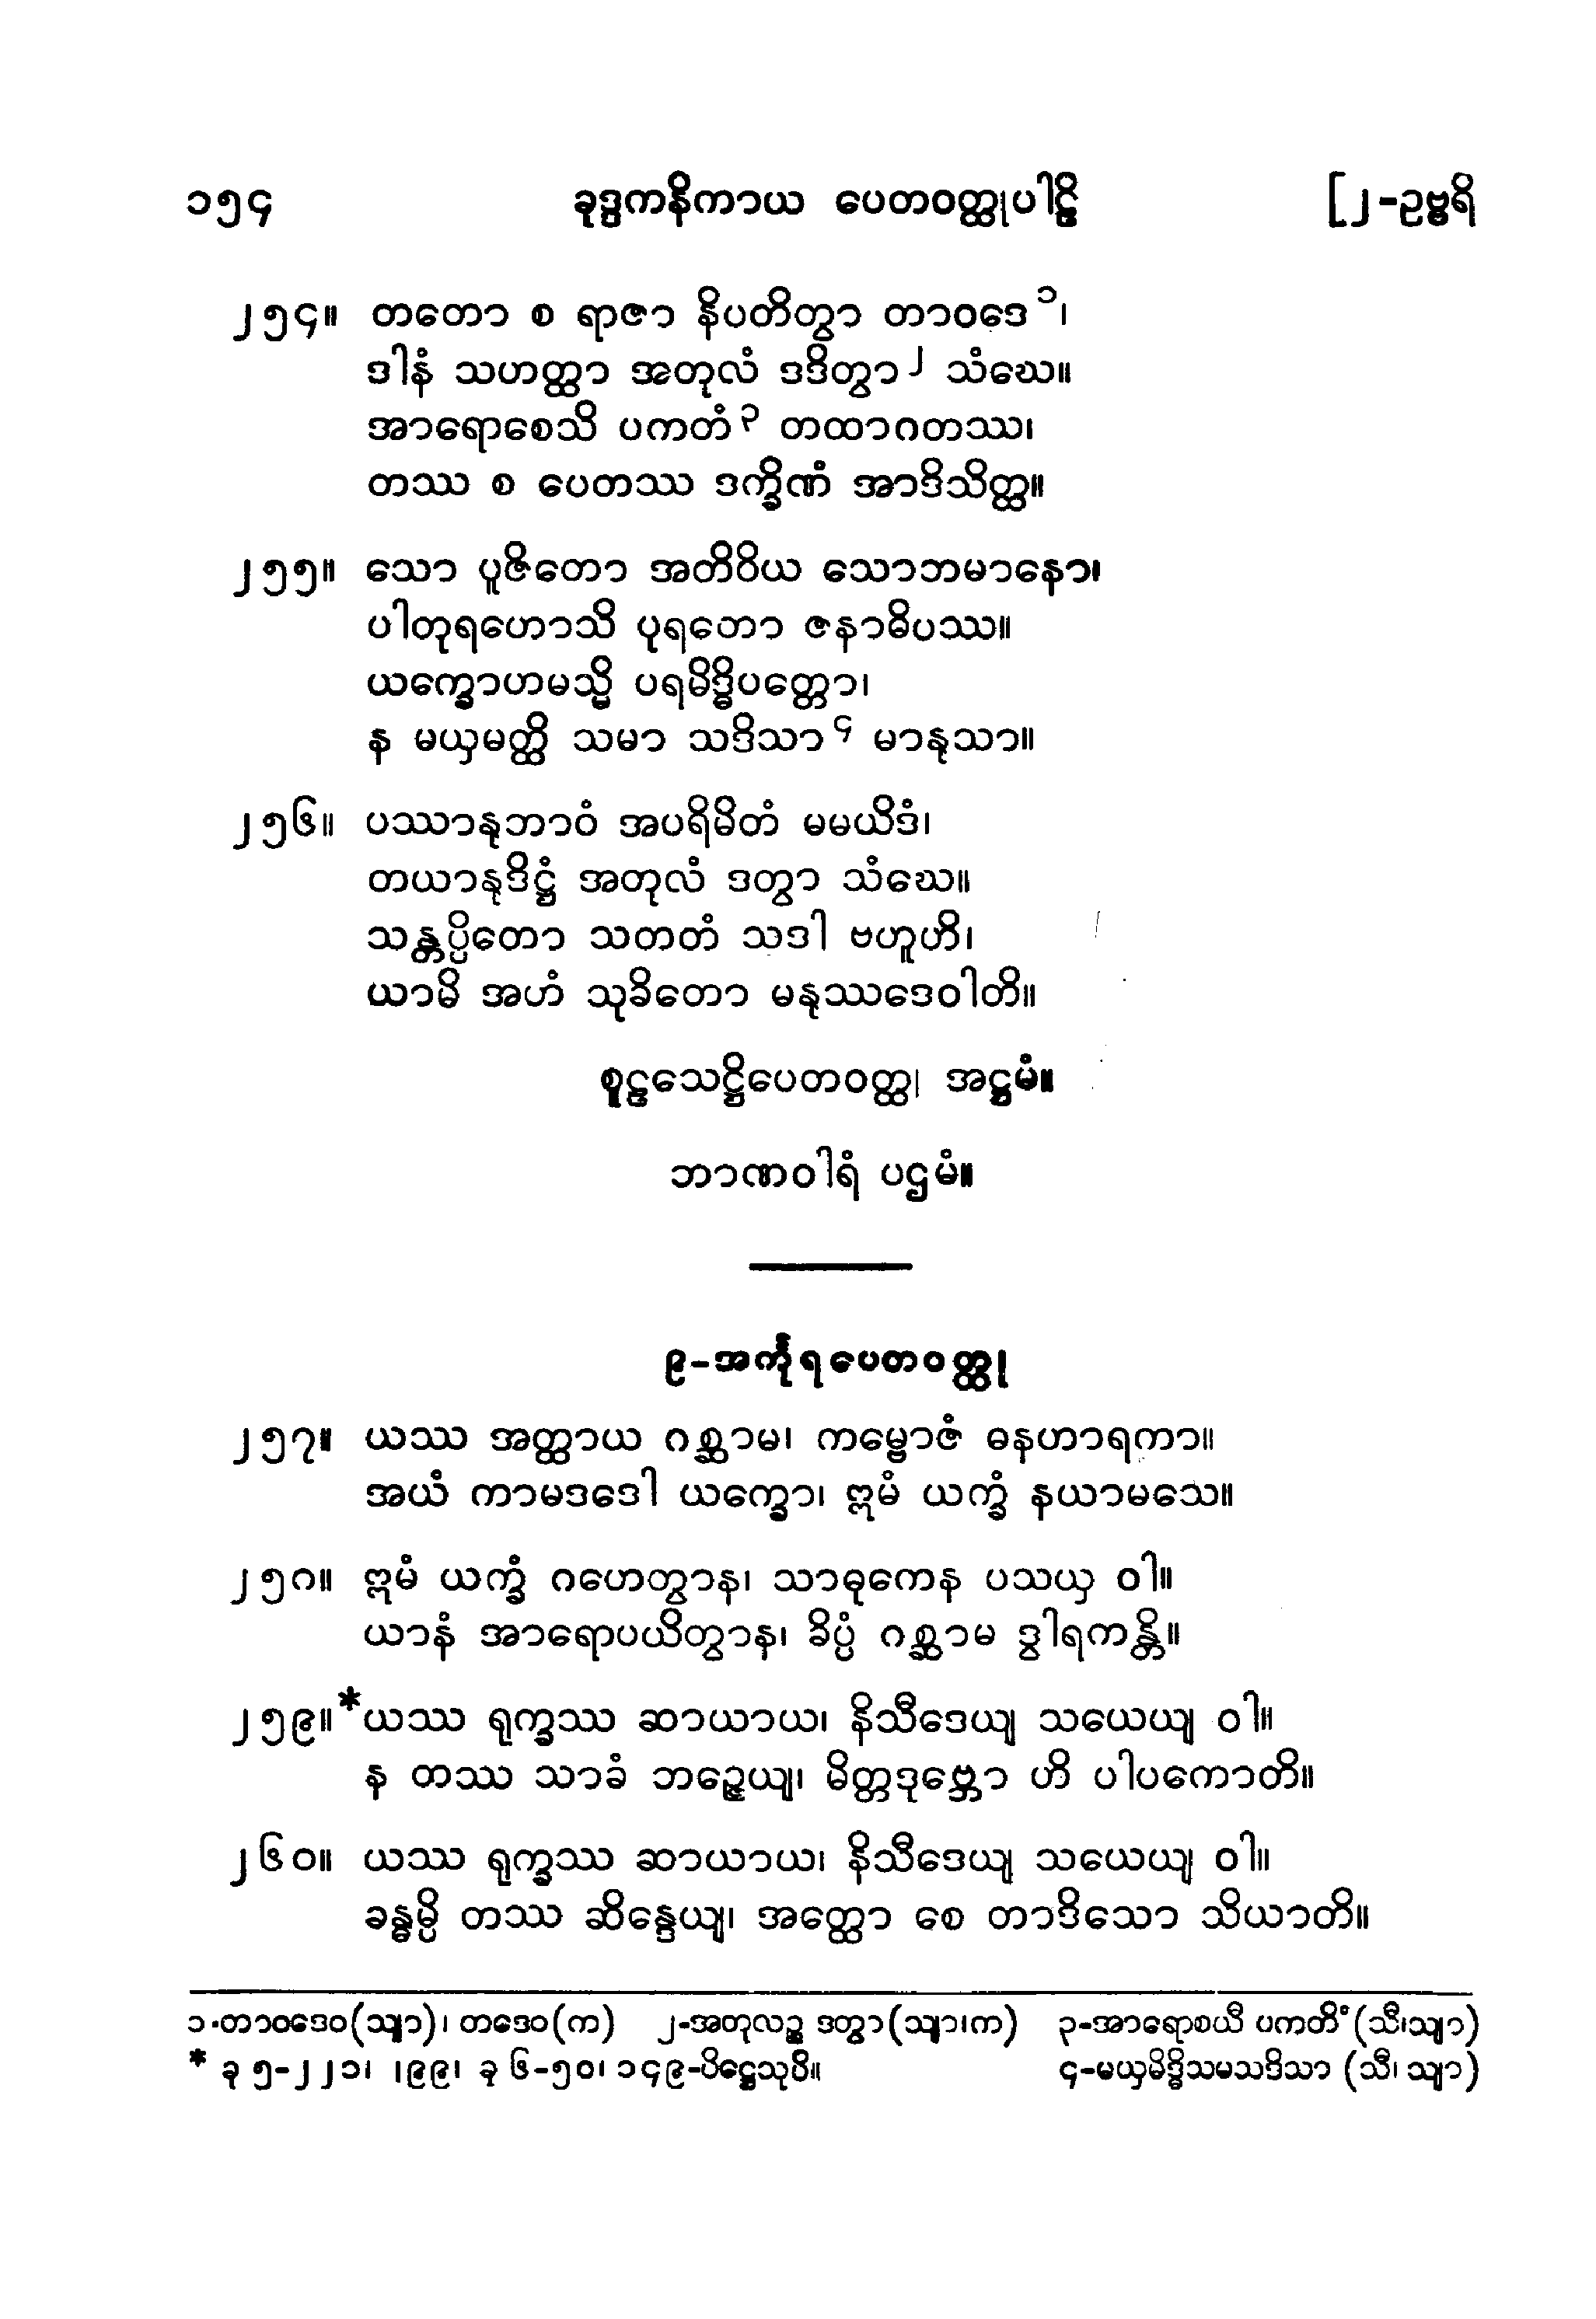 ၁၅၄ ခုဒ္ဒကနိကာယ ပေတဝတ္ထုပါဠိ [၂-ဥဗ္ဗရိ
၂၅၄။ တတော စ ရာဇာ နိပတိတွာ တာဝဒေ၁၊
ဒါနံ သဟတ္ထာ အတုလံ ဒဒိတွာ၂ သံဃေ။
အာရောစေသိ ပကတံ၃ တထာဂတဿ၊
တဿ စ ပေတဿ ဒက္ခိဏံ အာဒိသိတ္ထ။
၂၅၅။ သော ပူဇိတော အတိဝိယ သောဘမာနော၊
ပါတုရဟောသိ ပုရတော ဇနာဓိပဿ။
ယက္ခောဟမသ္မိ ပရမိဒ္ဓိပတ္တော၊
န မယှမတ္ထိ သမာ သဒိသာ၄ မာနုသာ။
၂၅၆။ ပဿာနုဘာဝံ အပရိမိတံ မမယိဒံ၊
တယာနုဒိဋ္ဌံ အတုလံ ဒတွာ သံဃေ။
သန္တပ္ပိတော သတတံ သဒါ ဗဟူဟိ၊
ယာမိ အဟံ သုခိတော မနုဿဒေဝါတိ။
စူဠသေဋ္ဌိပေတဝတ္ထု အဋ္ဌမံ။
ဘာဏဝါရံ ပဌမံ။
၉-အင်္ကုရပေတဝတ္ထု
၂၅၇။ ယဿ အတ္ထာယ ဂစ္ဆာမ၊ ကမ္ဗောဇံ ဓနဟာရကာ။
အယံ ကာမဒဒေါ ယက္ခော၊ ဣမံ ယက္ခံ နယာမသေ။
၂၅၈။ ဣမံ ယက္ခံ ဂဟေတွာန၊ သာဓုကေန ပသယှ ဝါ။
ယာနံ အာရောပယိတွာန၊ ခိပ္ပံ ဂစ္ဆာမ ဒွါရကန္တိ။
၂၅၉။*ယဿ ရုက္ခဿ ဆာယာယ၊ နိသီဒေယျ သယေယျ ဝါ။
န တဿ သာခံ ဘဉ္ဇေယျ၊ မိတ္တဒုဗ္ဘော ဟိ ပါပကောတိ။
၂၆၀။ ယဿ ရုက္ခဿ ဆာယာယ၊ နိသီဒေယျ သယေယျ ဝါ။
ခန္ဓမ္ပိ တဿ ဆိန္ဒေယျ၊ အတ္ထော စေ တာဒိသော သိယာတိ။
၁-တာဝဒေဝ(သျာ)၊ တဒေဝ(က) ၂-အတုလဉ္စ ဒတွာ(သျာ၊က) ၃-အာရောစယီ ပကတိံ(သီ၊သျာ)
* ခု ၅-၂၂၁၊ ၂၉၉၊ ခု ၆-၅၀၊ ၁၄၉-ပိဋ္ဌေသုပိ။ ၄-မယှမိဒ္ဓိသမသဒိသာ (သီ၊ သျာ)